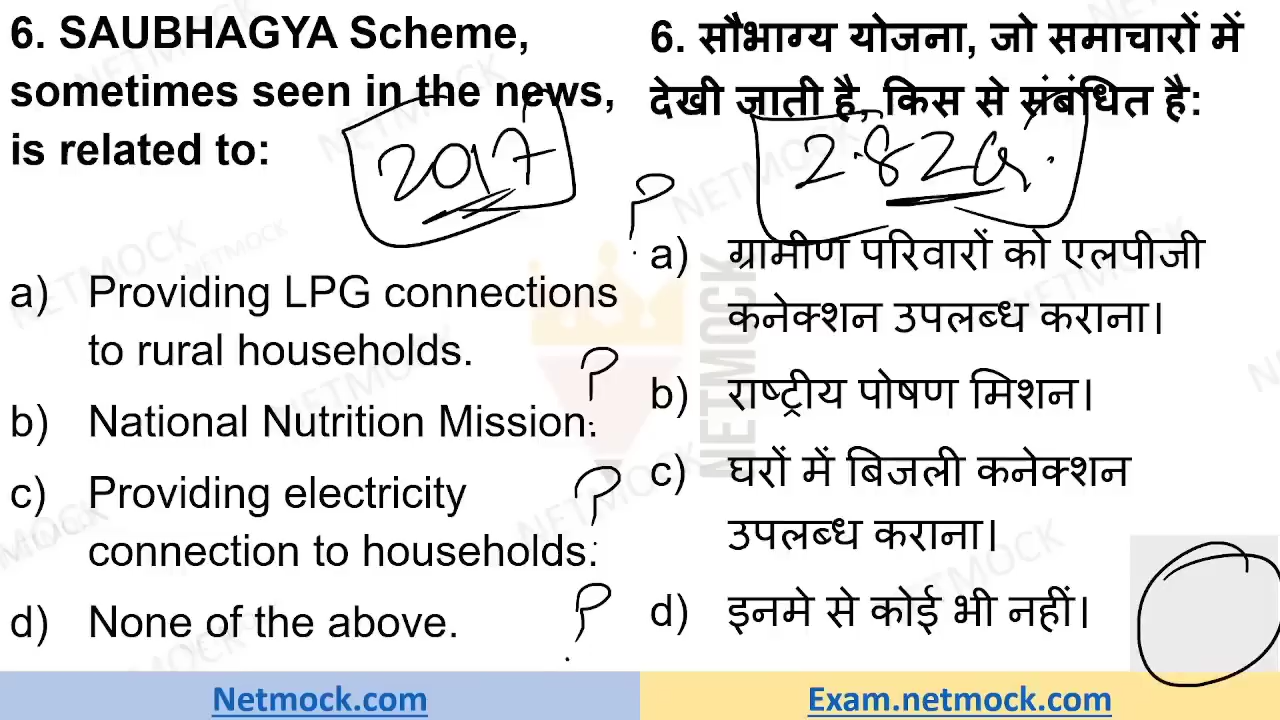 6. SAUBHAGYA Scheme,
sometimes seen in the news,
is related to:
2017
a) Providing LPG connections
to rural households.
?
b) National Nutrition Mission.
?
c) Providing electricity
connection to households.
?
d) None of the above.
?
6. सौभाग्य योजना, जो समाचारों में
देखी जाती है, किस से संबंधित है:
2.82
a) ग्रामीण परिवारों को एलपीजी
कनेक्शन उपलब्ध कराना।
b) राष्ट्रीय पोषण मिशन।
c) घरों में बिजली कनेक्शन
उपलब्ध कराना।
d) इनमे से कोई भी नहीं।
NETMOCK
Netmock.com
Exam.netmock.com